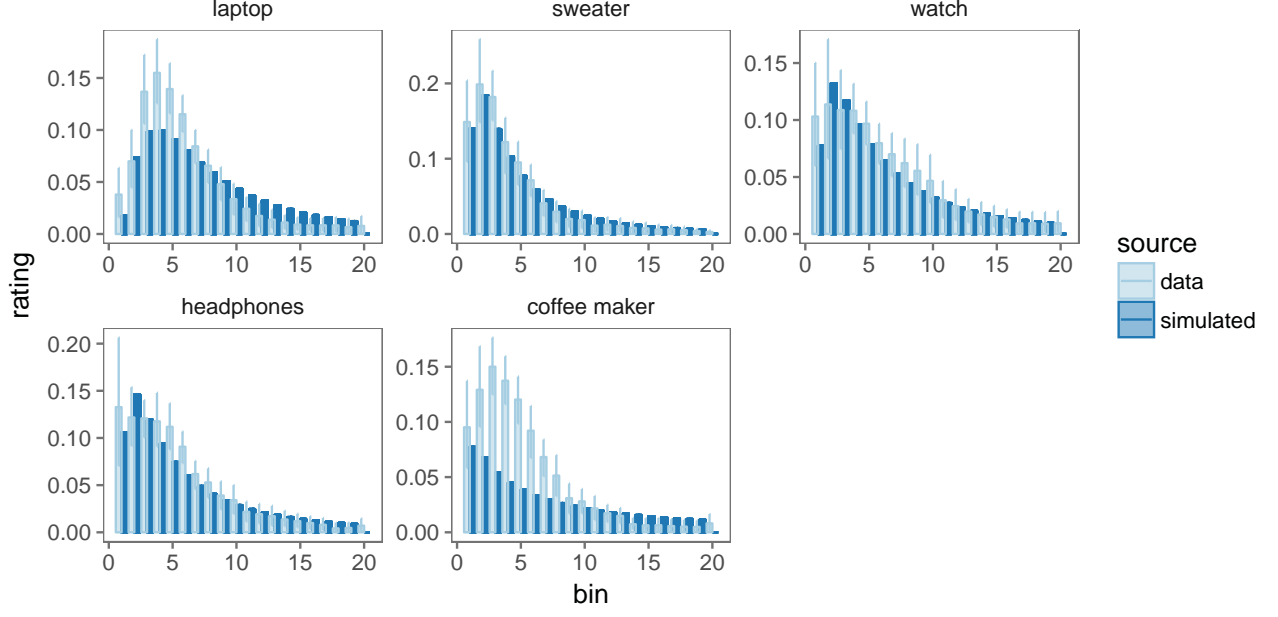 laptop sweater watch
0.15 0.2 0.15
0.10 0.1 0.10
0.05 0.05
0.00 0.0 0.00
0 5 10 15 20 0 5 10 15 20 0 5 10 15 20
source
data
simulated
rating
headphones coffee maker
0.20
0.15 0.15
0.10 0.10
0.05 0.05
0.00 0.00
0 5 10 15 20 0 5 10 15 20
bin